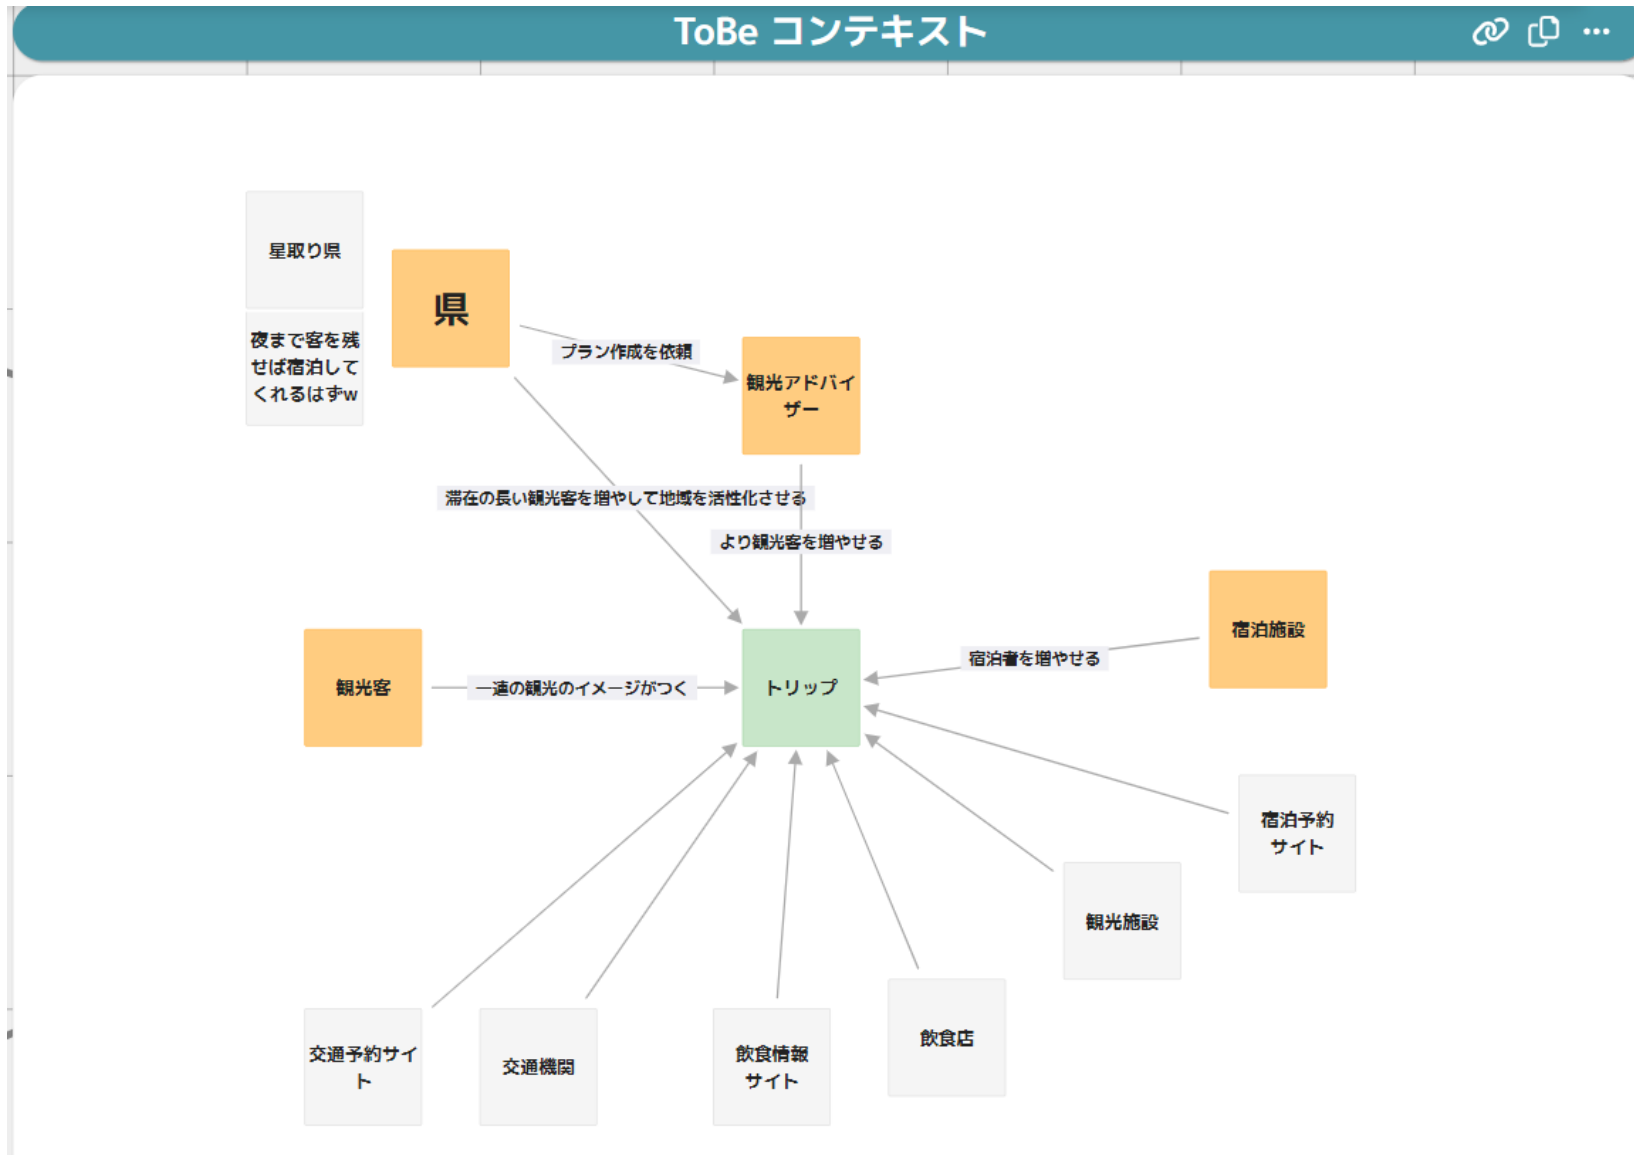 ToBe コンテキスト
星取り県
県
夜まで客を残
せば宿泊して
くれるはずw
プラン作成を依頼
観光アドバイ
ザー
滞在の長い観光客を増やして地域を活性化させる
より観光客を増やせる
宿泊施設
宿泊者を増やせる
観光客
一連の観光のイメージがつく
トリップ
宿泊予約
サイト
観光施設
飲食店
交通予約サイ
ト
交通機関
飲食情報
サイト